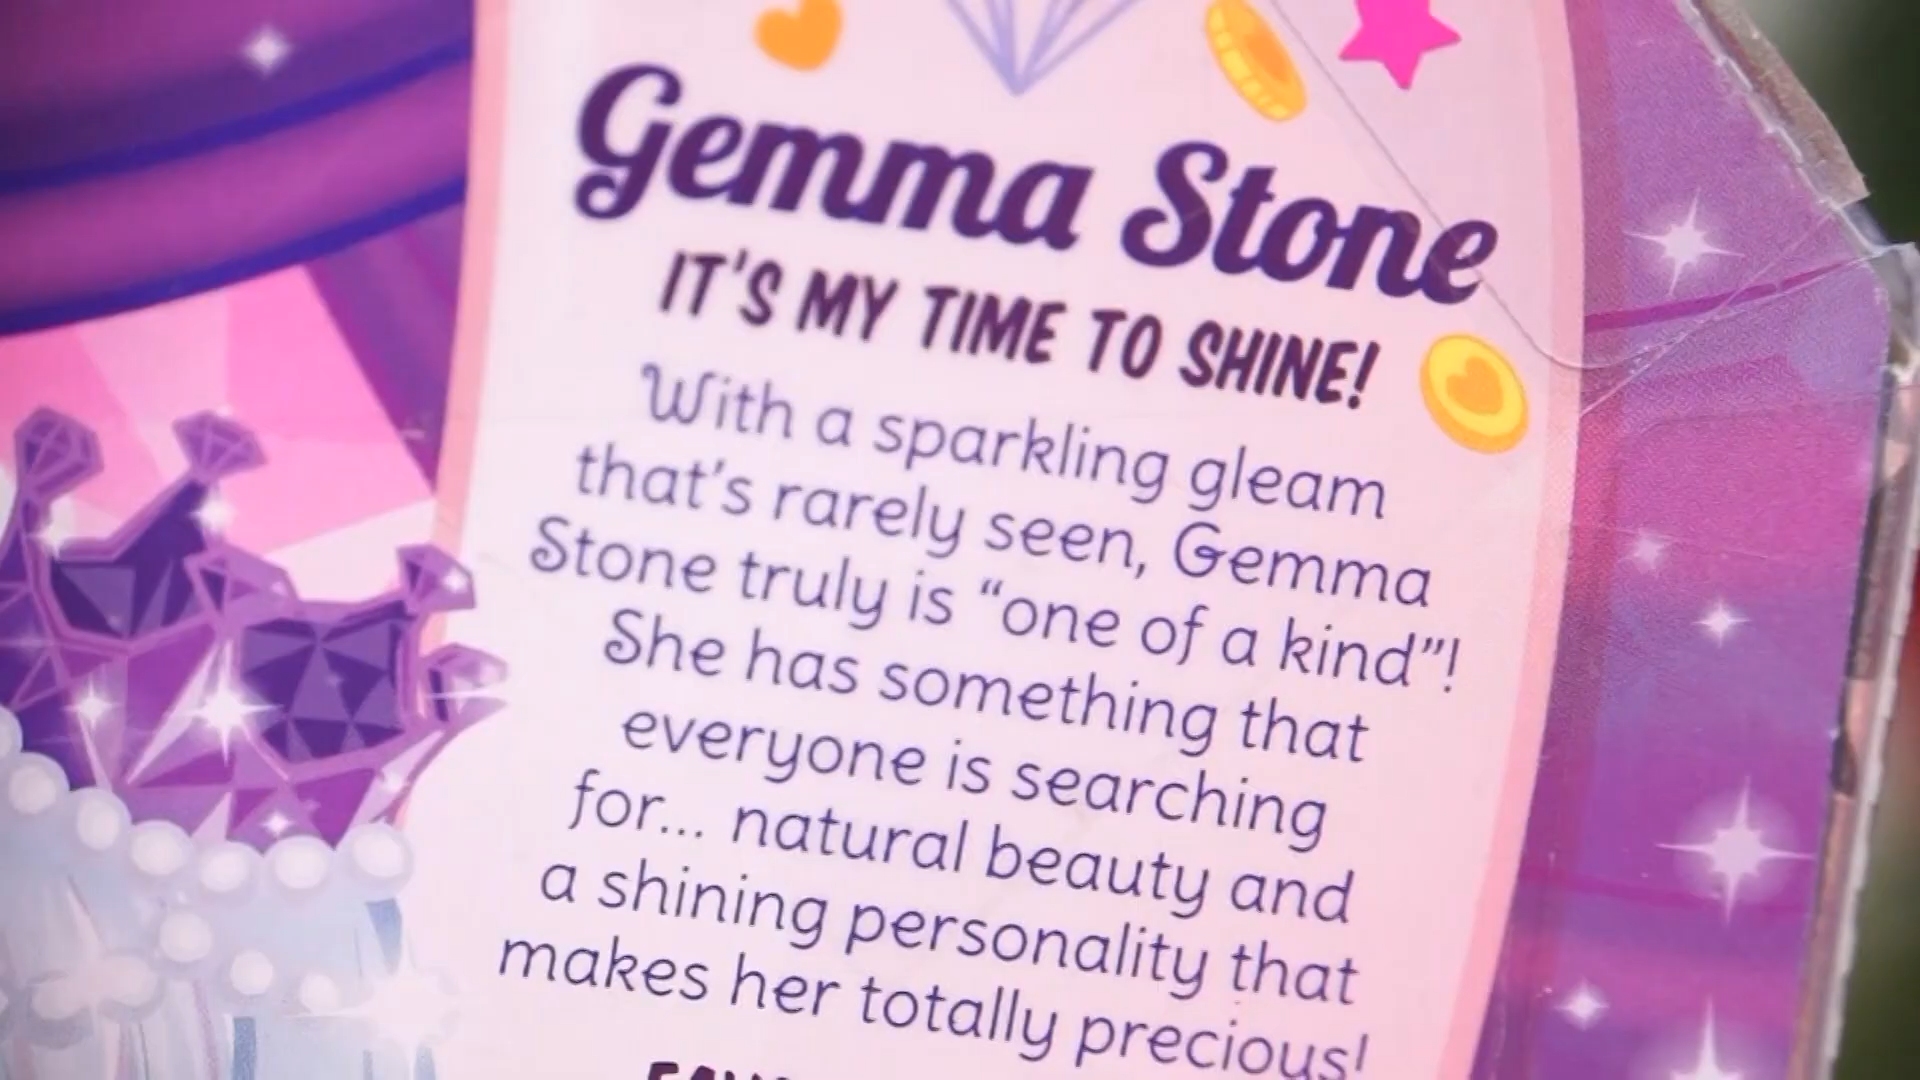 Gemma Stone
IT'S MY TIME TO SHINE!
With a sparkling gleam
that's rarely seen, Gemma
Stone truly is “one of a kind”!
She has something that
everyone is searching
for... natural beauty and
a shining personality that
makes her totally precious!